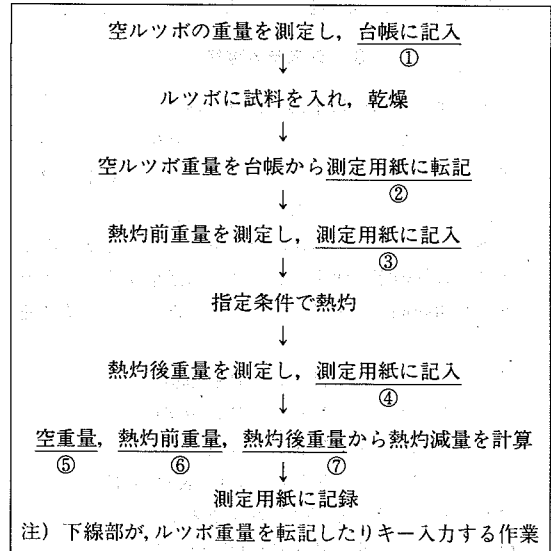 空ルツボの重量を測定し,台帳に記入
①
↓
ルツボに試料を入れ,乾燥
↓
空ルツボ重量を台帳から測定用紙に転記
②
↓
熱灼前重量を測定し,測定用紙に記入
③
↓
指定条件で熱灼
↓
熱灼後重量を測定し,測定用紙に記入
④
↓
空重量,熱灼前重量,熱灼後重量から熱灼減量を計算
⑤ ⑥ ↓ ⑦
測定用紙に記録
注)下線部が,ルツボ重量を転記したりキー入力する作業